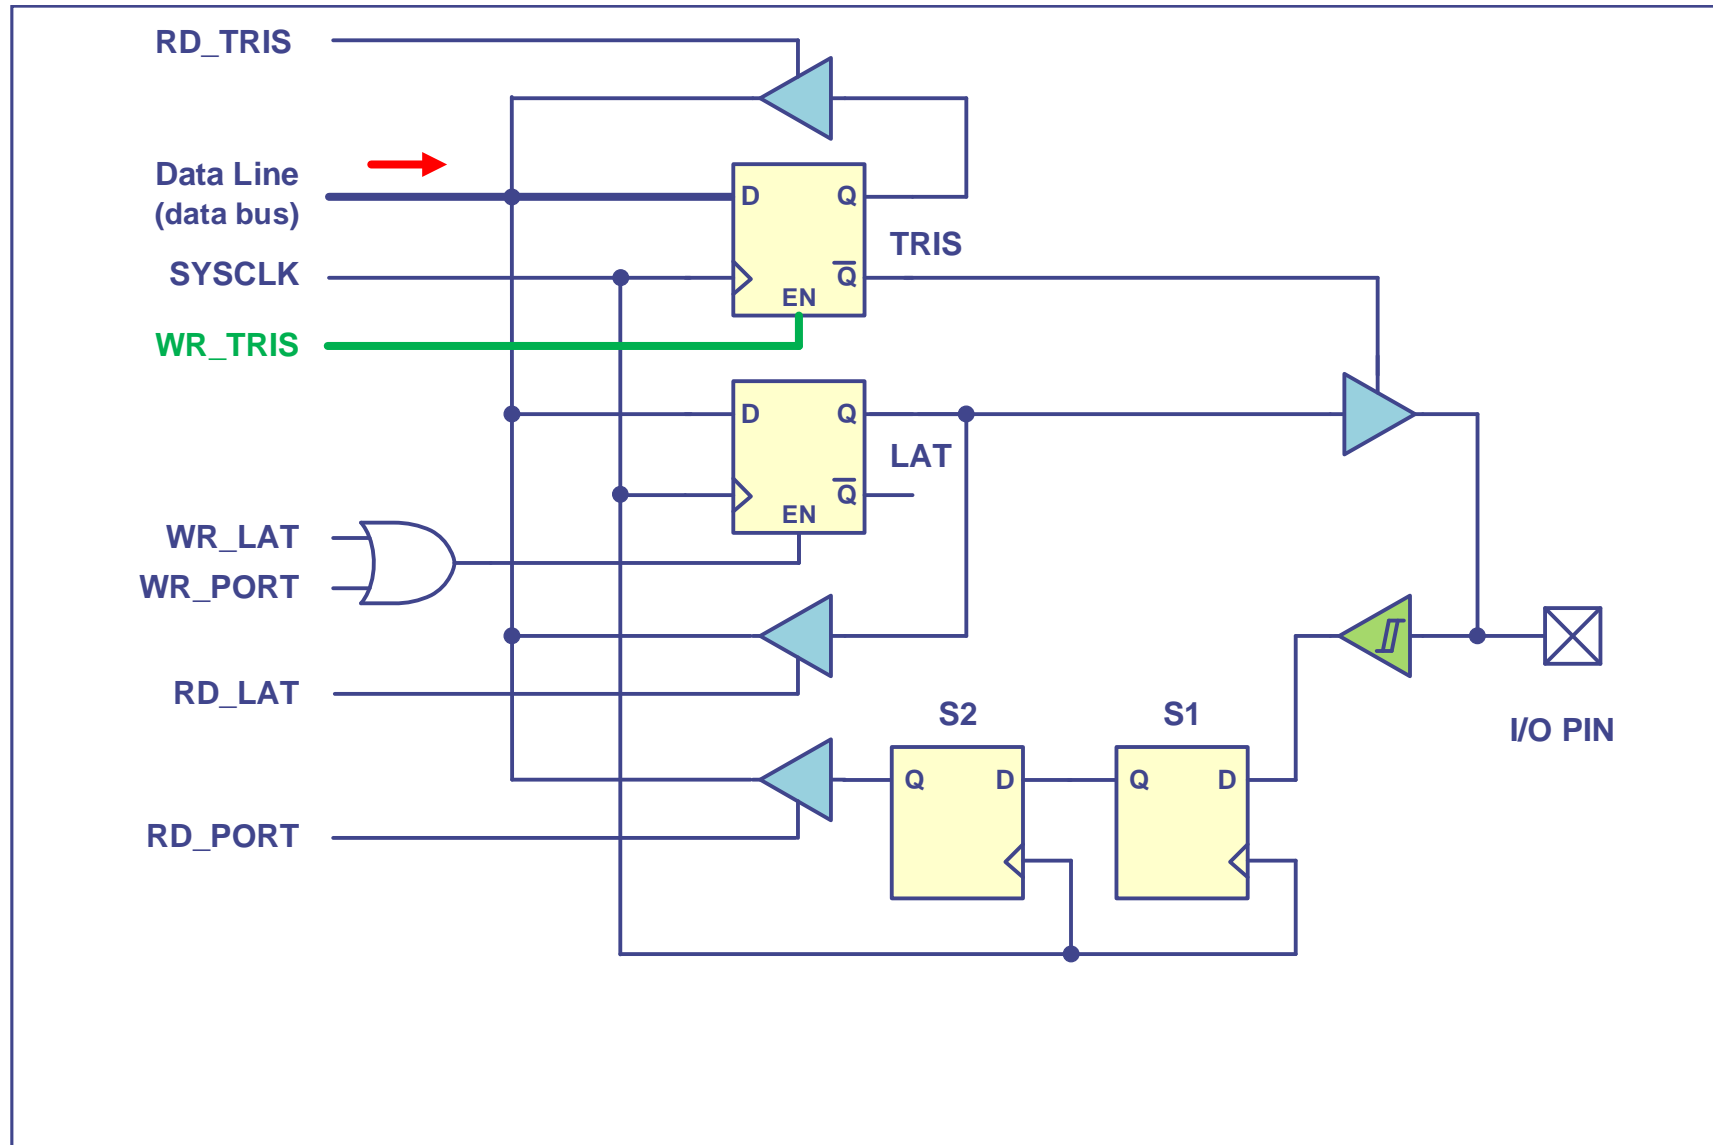 RD_TRIS
Data Line
(data bus)
D
Q
TRIS
SYSCLK
Q̅
EN
WR_TRIS
D
Q
LAT
Q̅
EN
WR_LAT
WR_PORT
RD_LAT
S2
S1
I/O PIN
Q
D
Q
D
RD_PORT